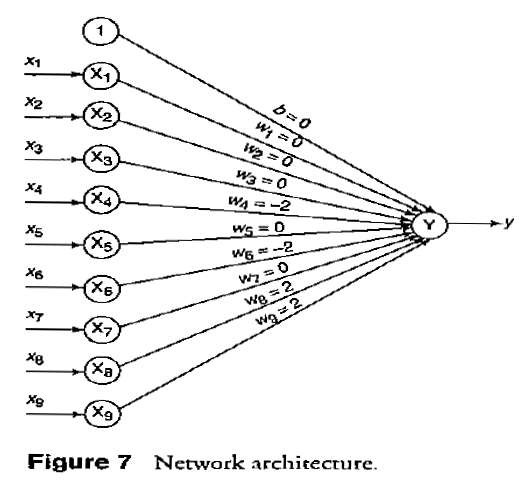 1
x1
X1
x2
X2
x3
X3
x4
X4
x5
X5
x6
X6
x7
X7
x8
X8
x9
X9
b = 0
w1 = 0
w2 = 0
w3 = 0
w4 = −2
w5 = 0
w6 = −2
w7 = 0
w8 = 2
w9 = 2
Y
y
Figure 7 Network architecture.